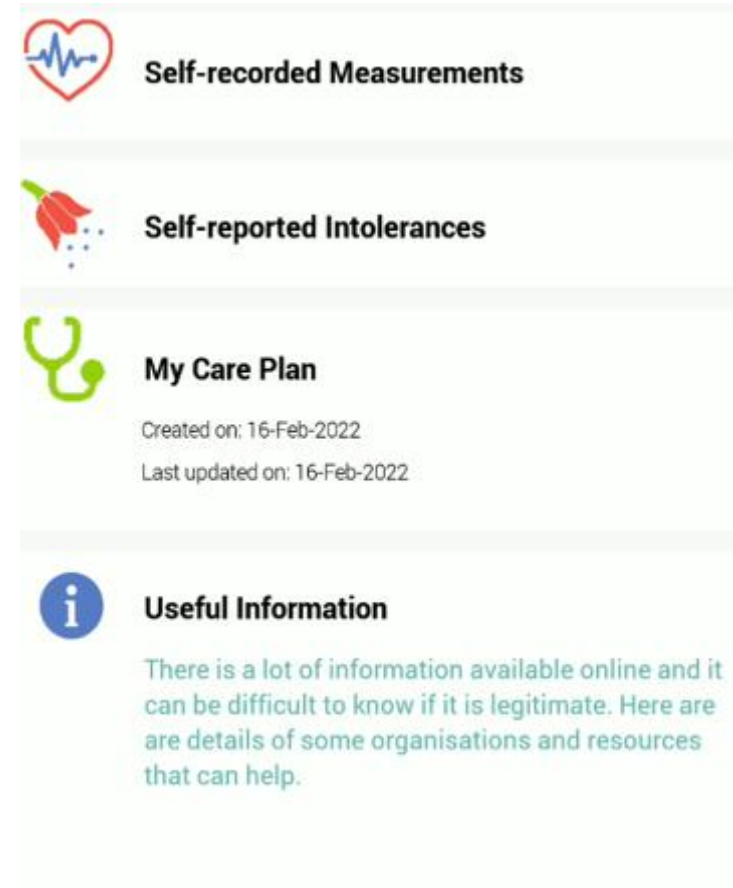 Self-recorded Measurements
Self-reported Intolerances
My Care Plan
Created on: 16-Feb-2022
Last updated on: 16-Feb-2022
i
Useful Information
There is a lot of information available online and it
can be difficult to know if it is legitimate. Here are
are details of some organisations and resources
that can help.